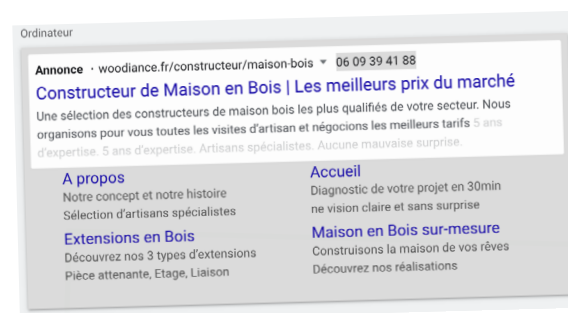 Ordinateur
Annonce · woodiance.fr/constructeur/maison-bois 06 09 39 41 88
Constructeur de Maison en Bois | Les meilleurs prix du marché
Une sélection des constructeurs de maison bois les plus qualifiés de votre secteur. Nous
organisons pour vous toutes les visites d'artisan et négocions les meilleurs tarifs 5 ans
d'expertise. 5 ans d'expertise. Artisans spécialistes. Aucune mauvaise surprise.
A propos
Notre concept et notre histoire
Sélection d'artisans spécialistes
Accueil
Diagnostic de votre projet en 30min
ne vision claire et sans surprise
Extensions en Bois
Découvrez nos 3 types d'extensions
Pièce attenante, Etage, Liaison
Maison en Bois sur-mesure
Construisons la maison de vos rêves
Découvrez nos réalisations